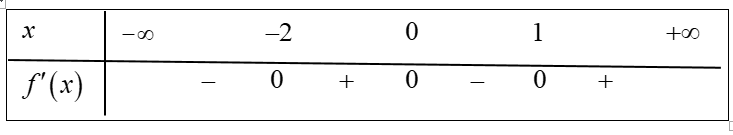 x −∞ −2 0 1 +∞
f′(x) − 0 + 0 − 0 +